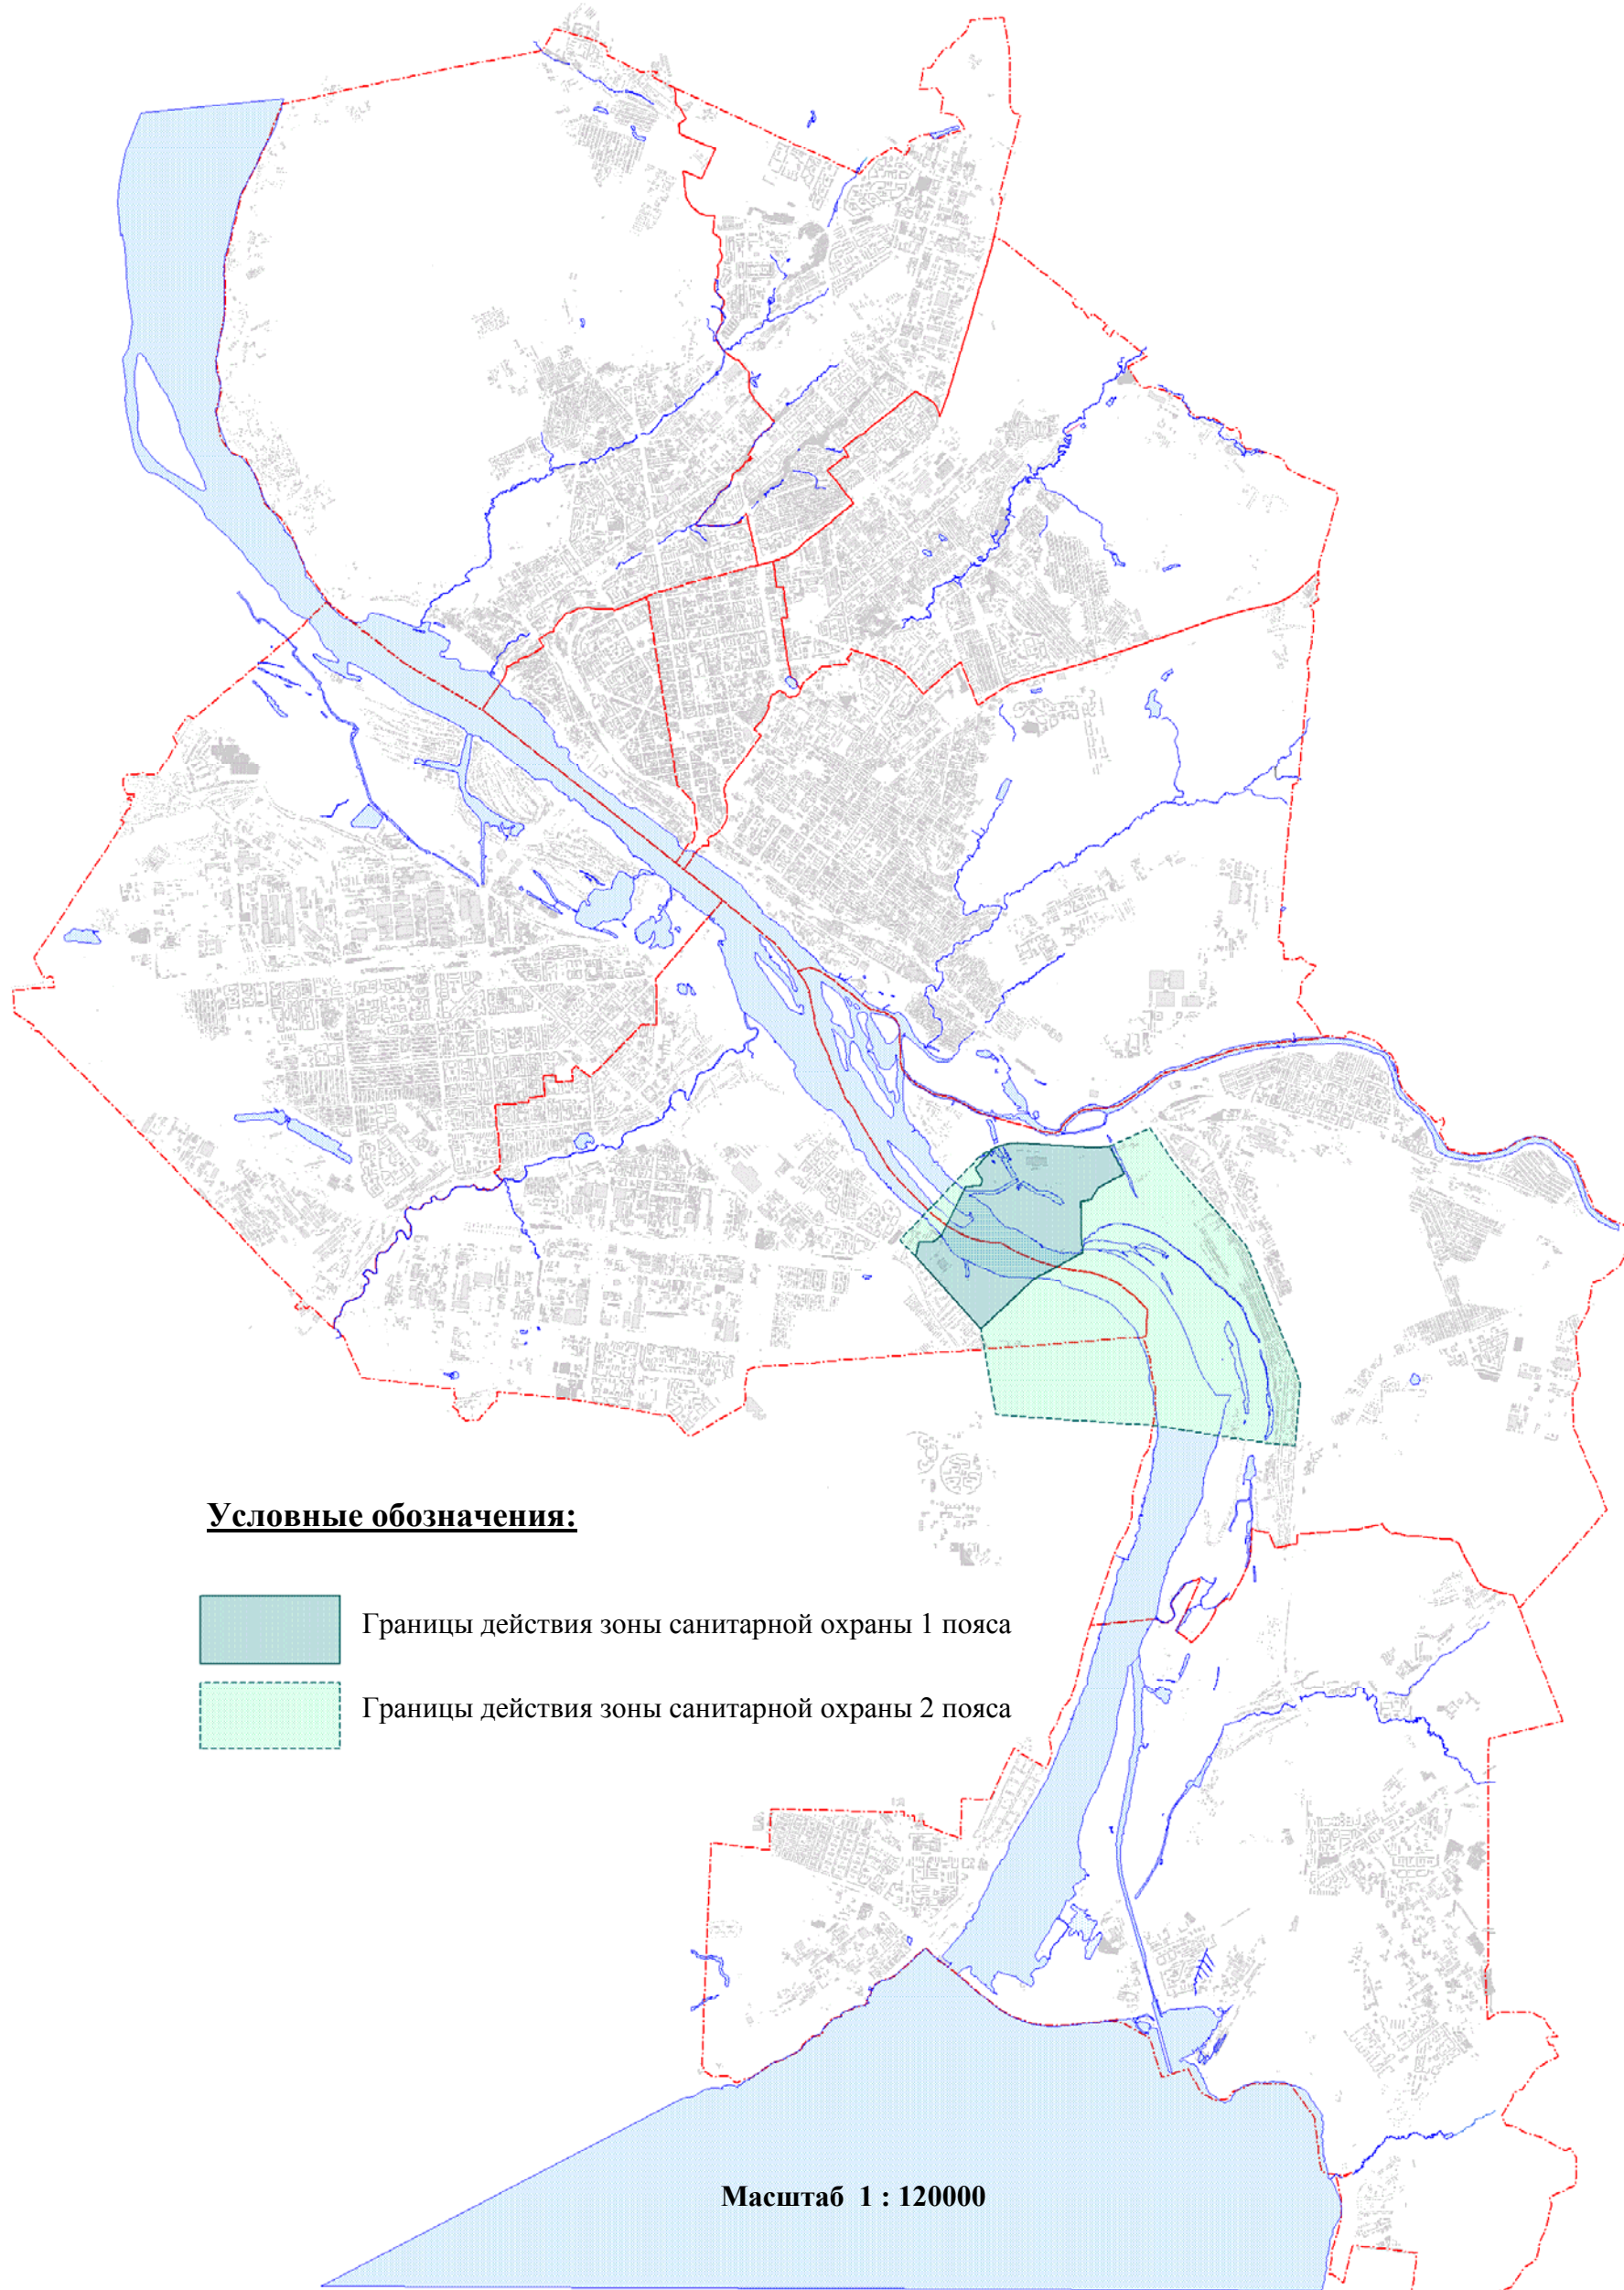 Условные обозначения:
Границы действия зоны санитарной охраны 1 пояса
Границы действия зоны санитарной охраны 2 пояса
Масштаб 1 : 120000